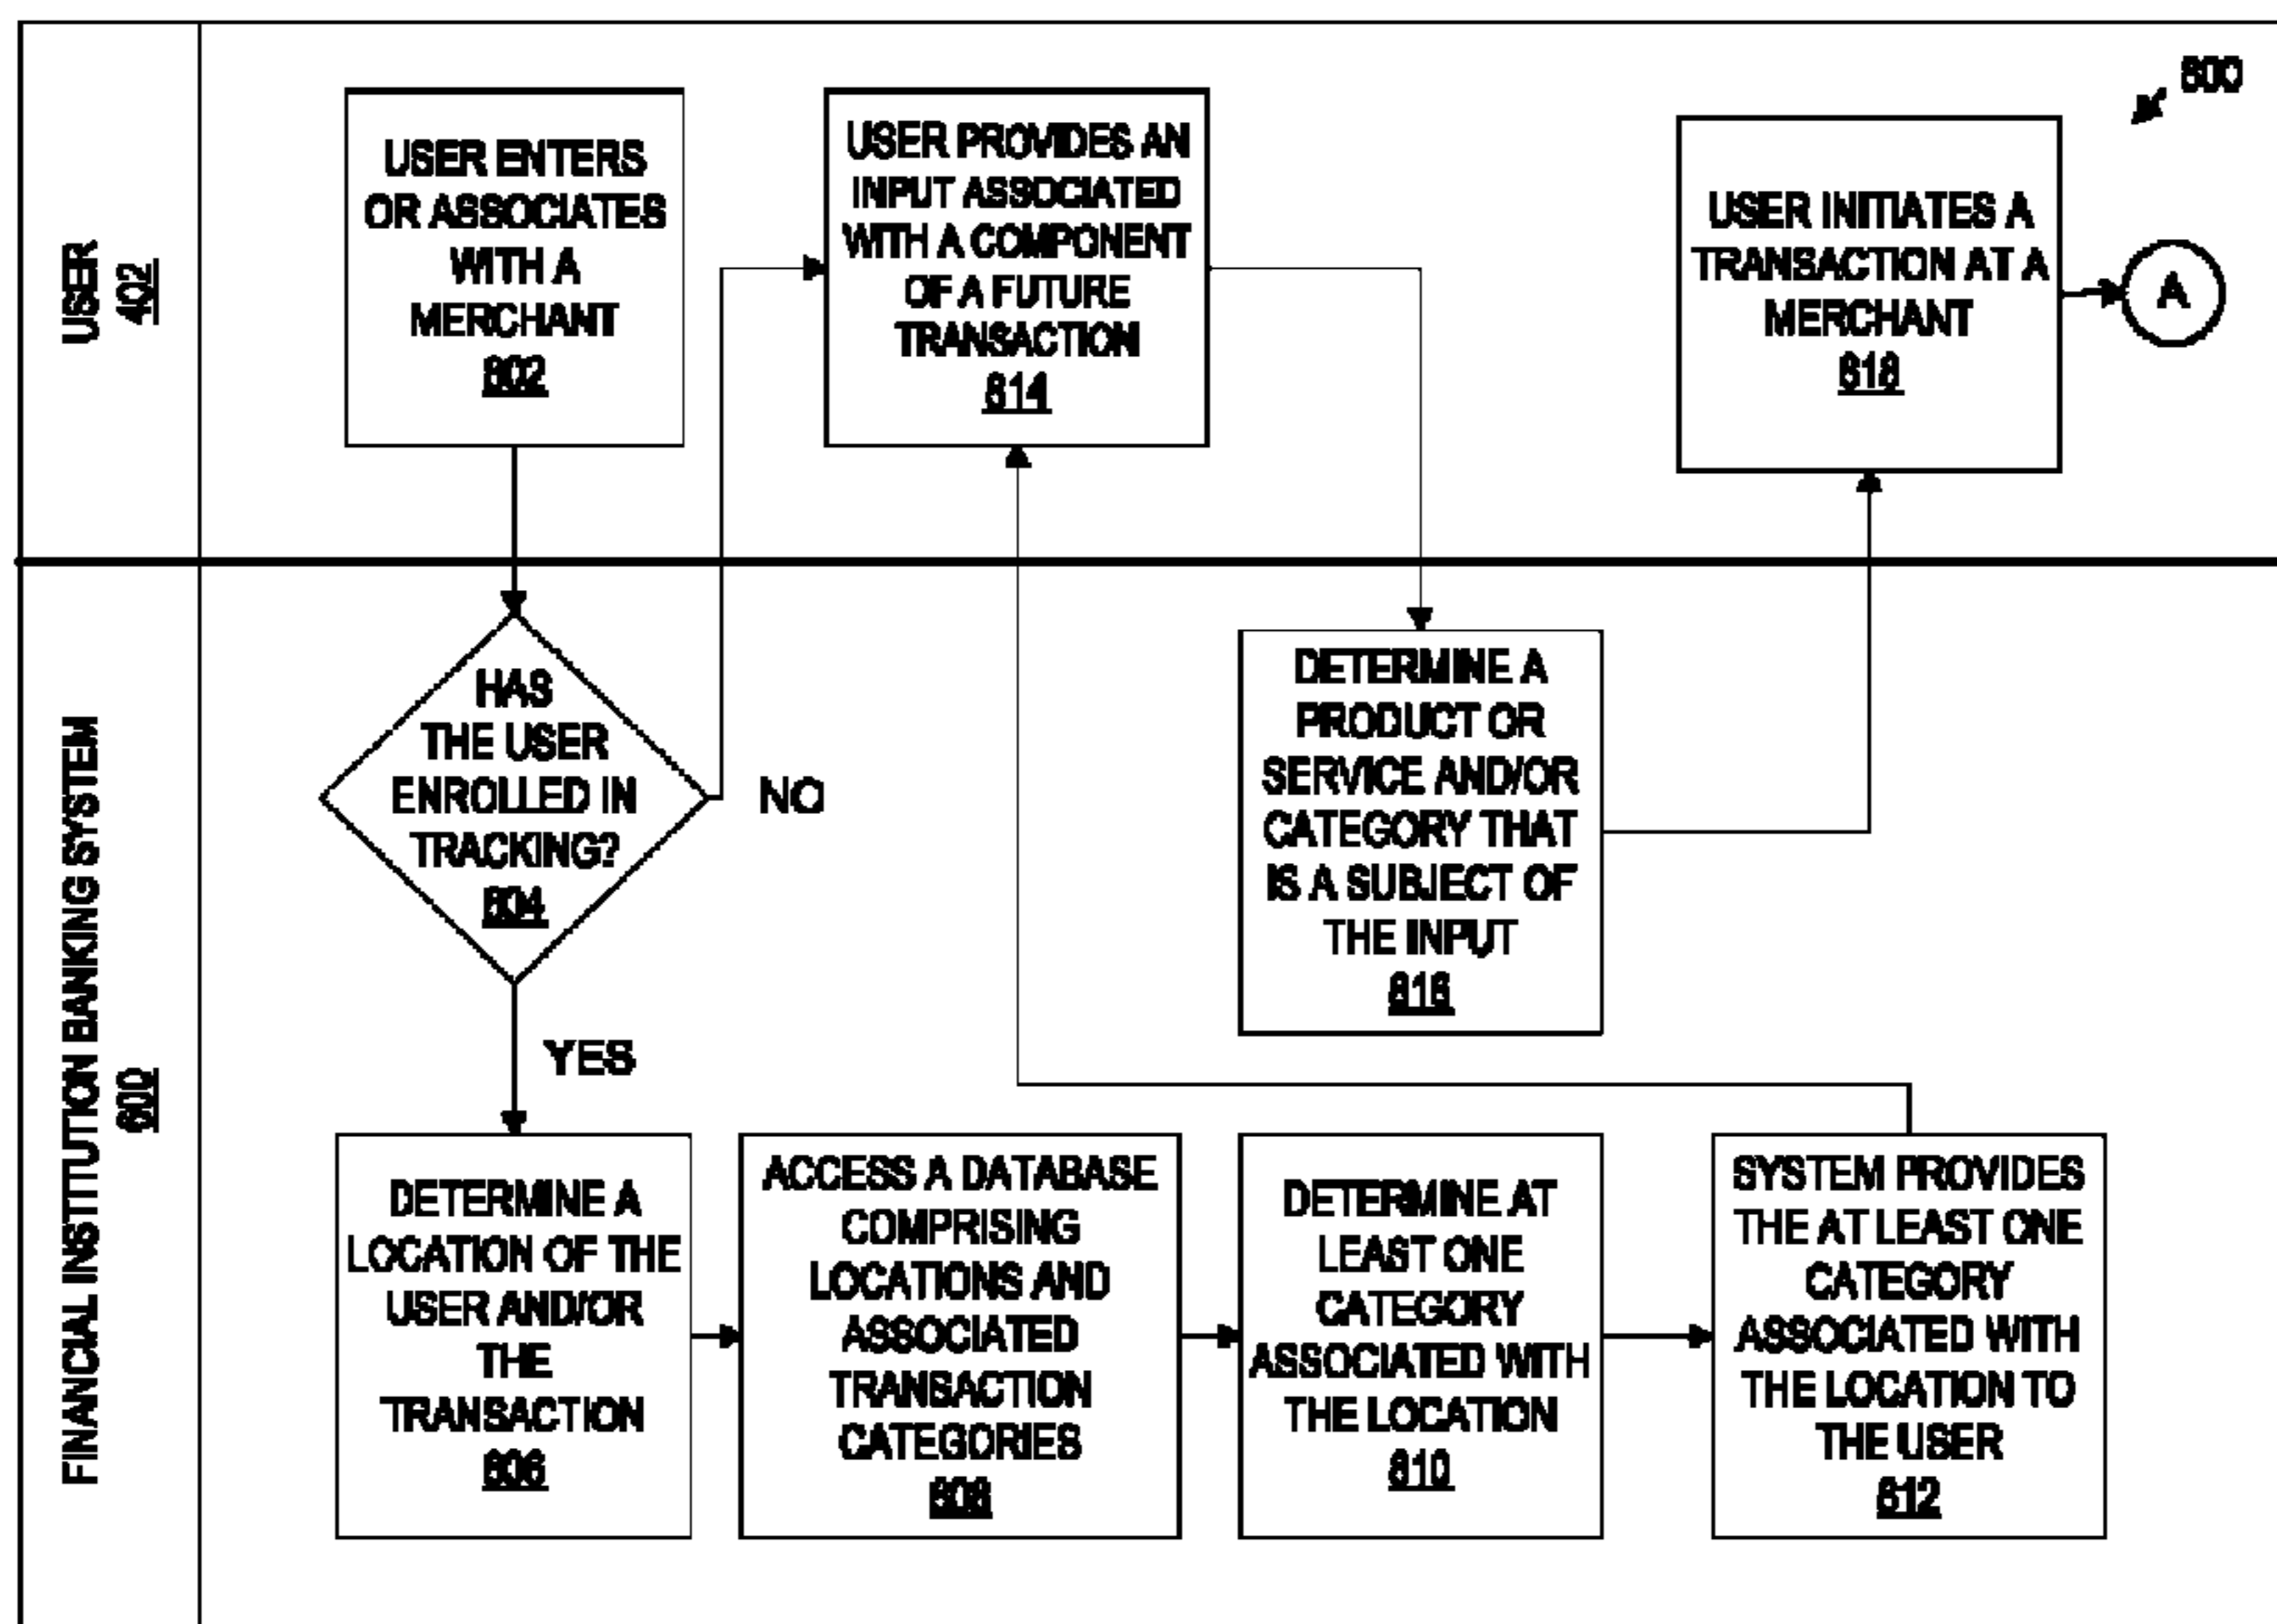 800
USER
402
USER ENTERS
OR ASSOCIATES
WITH A
MERCHANT
802
USER PROVIDES AN
INPUT ASSOCIATED
WITH A COMPONENT
OF A FUTURE
TRANSACTION
814
USER INITIATES A
TRANSACTION AT A
MERCHANT
818
A
FINANCIAL INSTITUTION BANKING SYSTEM
HAS
THE USER
ENROLLED IN
TRACKING?
804
NO
YES
DETERMINE A
PRODUCT OR
SERVICE AND/OR
CATEGORY THAT
IS A SUBJECT OF
THE INPUT
816
DETERMINE A
LOCATION OF THE
USER AND/OR
THE
TRANSACTION
806
ACCESS A DATABASE
COMPRISING
LOCATIONS AND
ASSOCIATED
TRANSACTION
CATEGORIES
808
DETERMINE AT
LEAST ONE
CATEGORY
ASSOCIATED WITH
THE LOCATION
810
SYSTEM PROVIDES
THE AT LEAST ONE
CATEGORY
ASSOCIATED WITH
THE LOCATION TO
THE USER
812